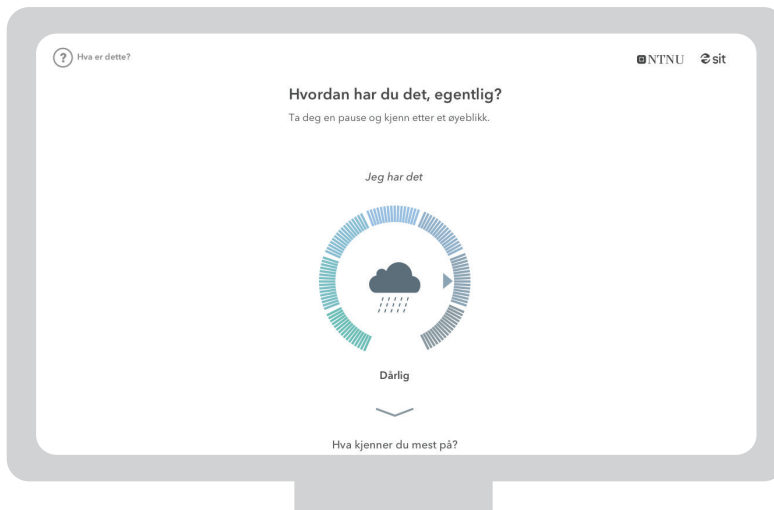 Hva er dette?
NTNU sit
Hvordan har du det, egentlig?
Ta deg en pause og kjenn etter et øyeblikk.
Jeg har det
Dårlig
Hva kjenner du mest på?